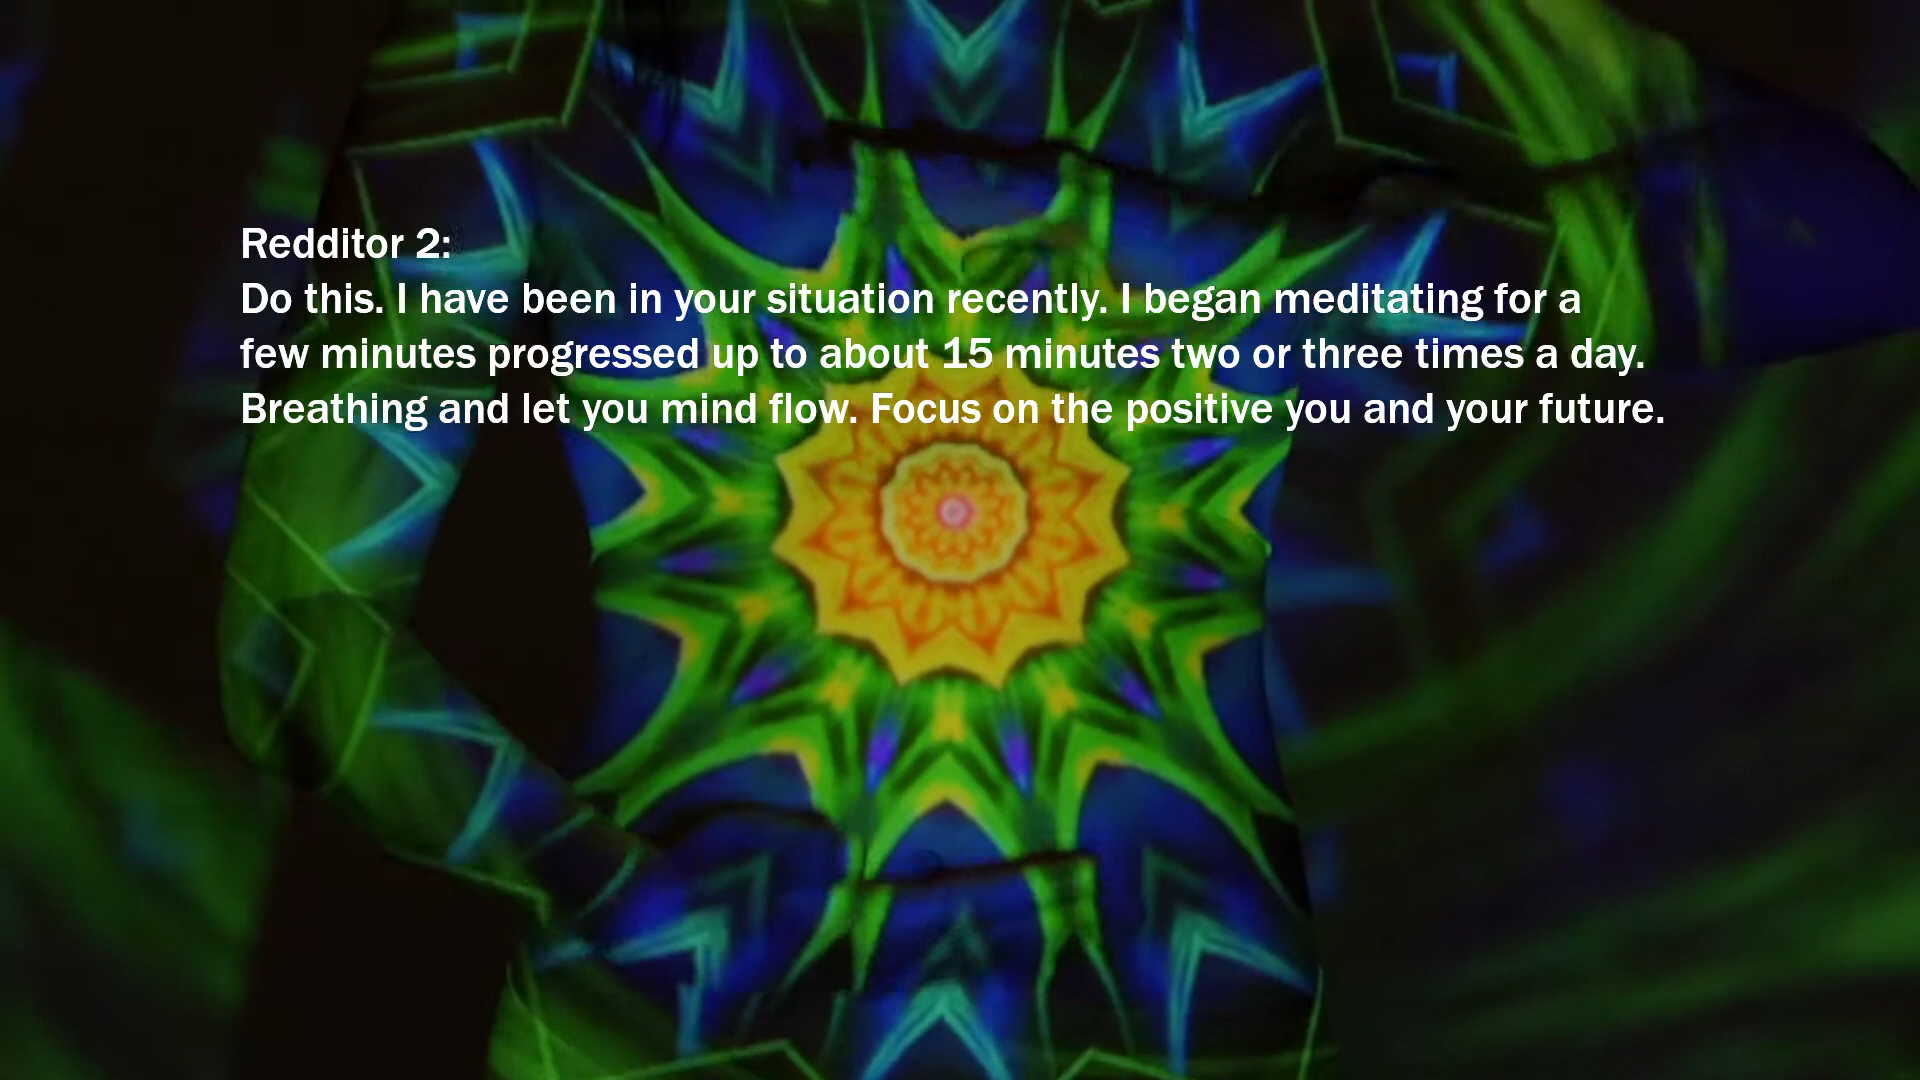 Redditor 2:
Do this. I have been in your situation recently. I began meditating for a
few minutes progressed up to about 15 minutes two or three times a day.
Breathing and let you mind flow. Focus on the positive you and your future.